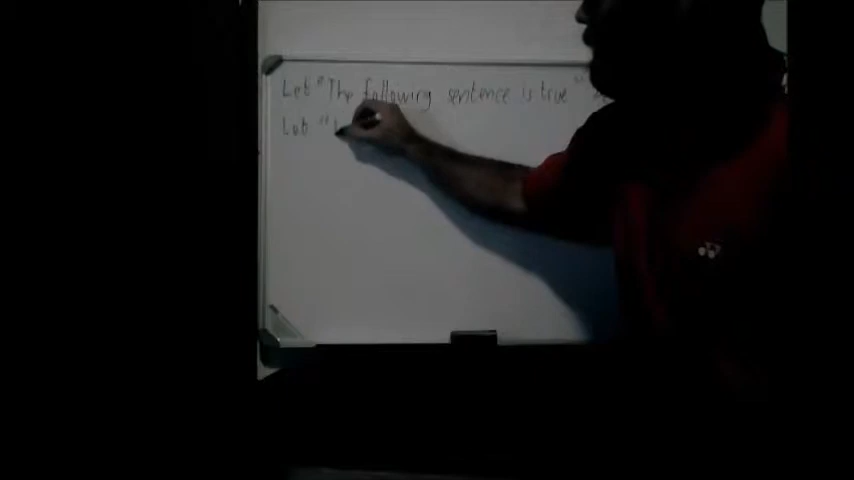 Let "The following sentence is true"
Let "